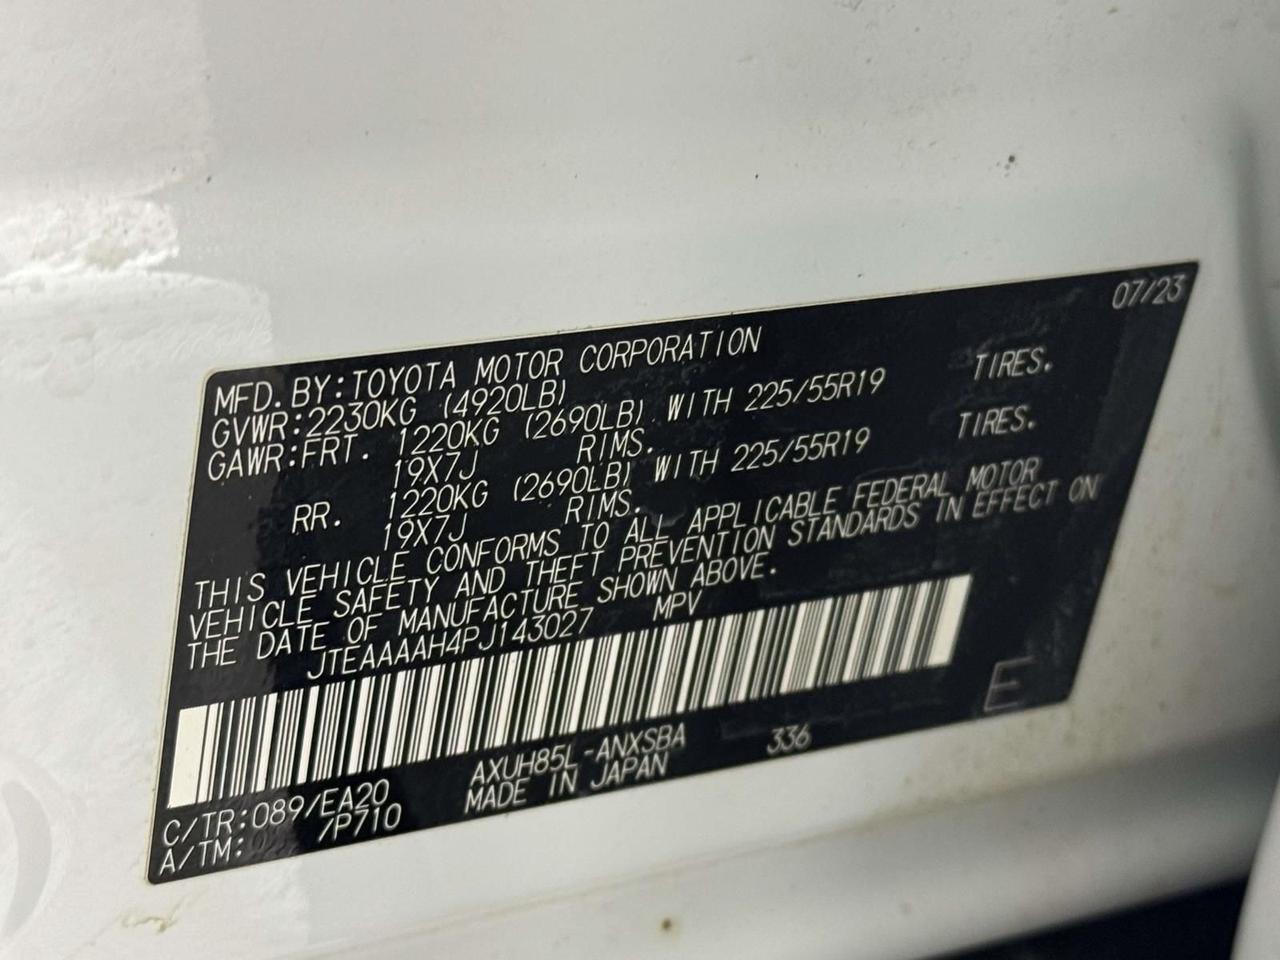 07/23
MFD. BY: TOYOTA MOTOR CORPORATION
GVWR: 2230KG (4920LB)
GAWR: FRT. 1220KG (2690LB) WITH 225/55R19 TIRES.
19X7J RIMS.
RR. 1220KG (2690LB) WITH 225/55R19 TIRES.
19X7J RIMS.
THIS VEHICLE CONFORMS TO ALL APPLICABLE FEDERAL MOTOR
VEHICLE SAFETY AND THEFT PREVENTION STANDARDS IN EFFECT ON
THE DATE OF MANUFACTURE SHOWN ABOVE.
JTEAAAAH4PJ143027 MPV
E
C/TR: 089/EA20 AXUH85L-ANXSBA 336
A/TM: /P710 MADE IN JAPAN